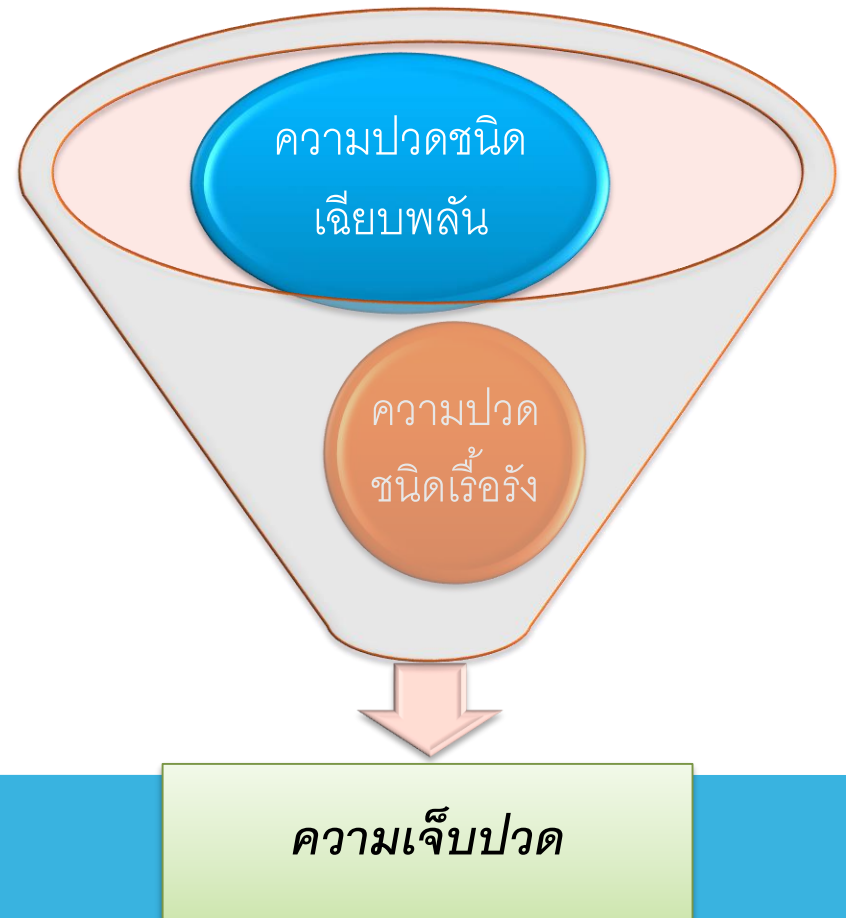 ความปวดชนิด
เฉียบพลัน
ความปวด
ชนิดเรื้อรัง
ความเจ็บปวด